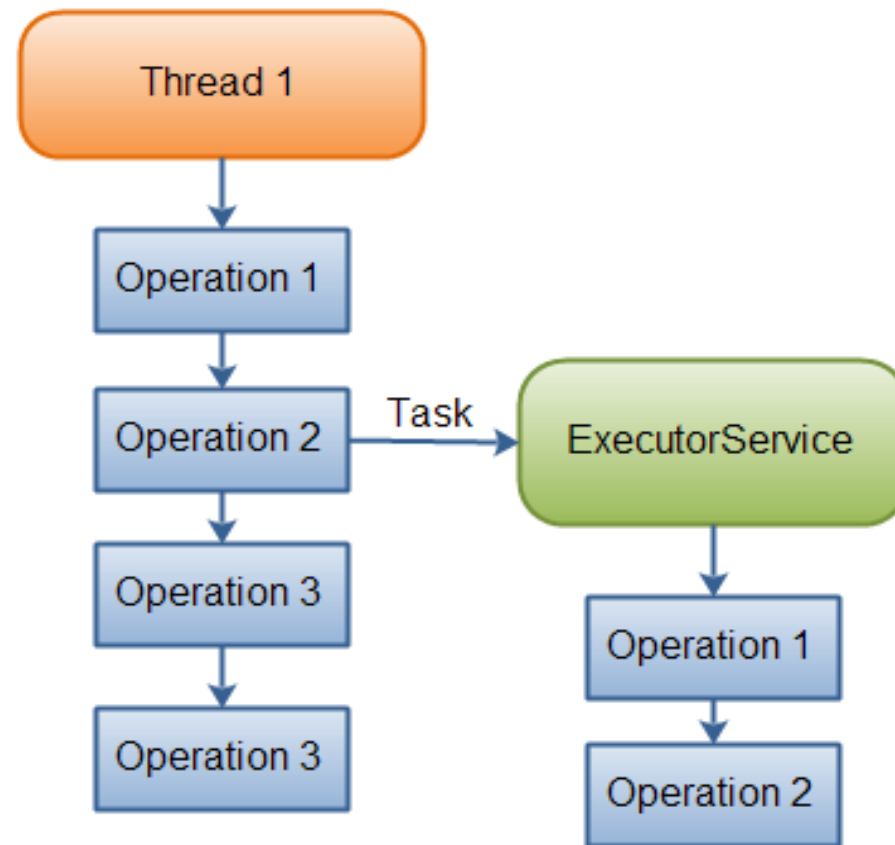 Thread 1
Operation 1
Operation 2
Task
ExecutorService
Operation 3
Operation 1
Operation 3
Operation 2